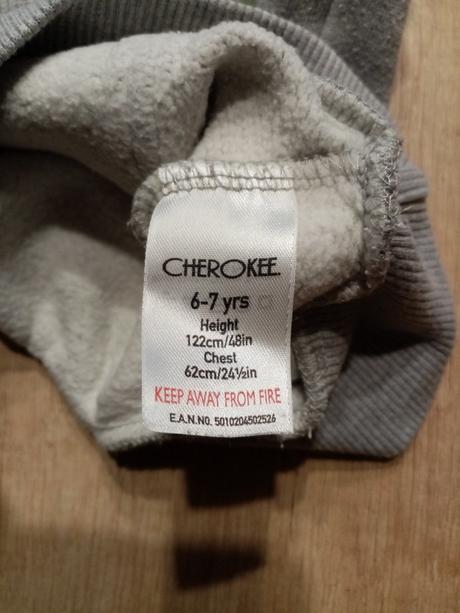 CHEROKEE
6-7 yrs
Height
122cm/48in
Chest
62cm/24½in
KEEP AWAY FROM FIRE
E.A.N.NO. 5010204502526